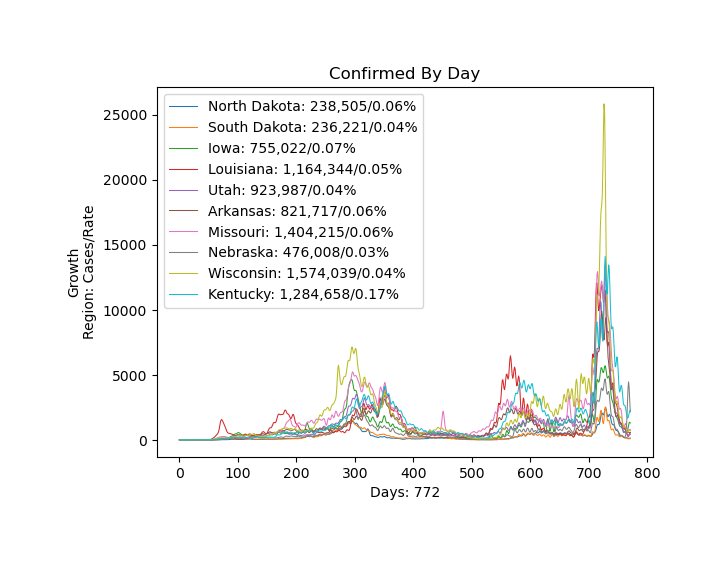 Confirmed By Day
Growth
Region: Cases/Rate
25000
20000
15000
10000
5000
0
North Dakota: 238,505/0.06%
South Dakota: 236,221/0.04%
Iowa: 755,022/0.07%
Louisiana: 1,164,344/0.05%
Utah: 923,987/0.04%
Arkansas: 821,717/0.06%
Missouri: 1,404,215/0.06%
Nebraska: 476,008/0.03%
Wisconsin: 1,574,039/0.04%
Kentucky: 1,284,658/0.17%
0 100 200 300 400 500 600 700 800
Days: 772